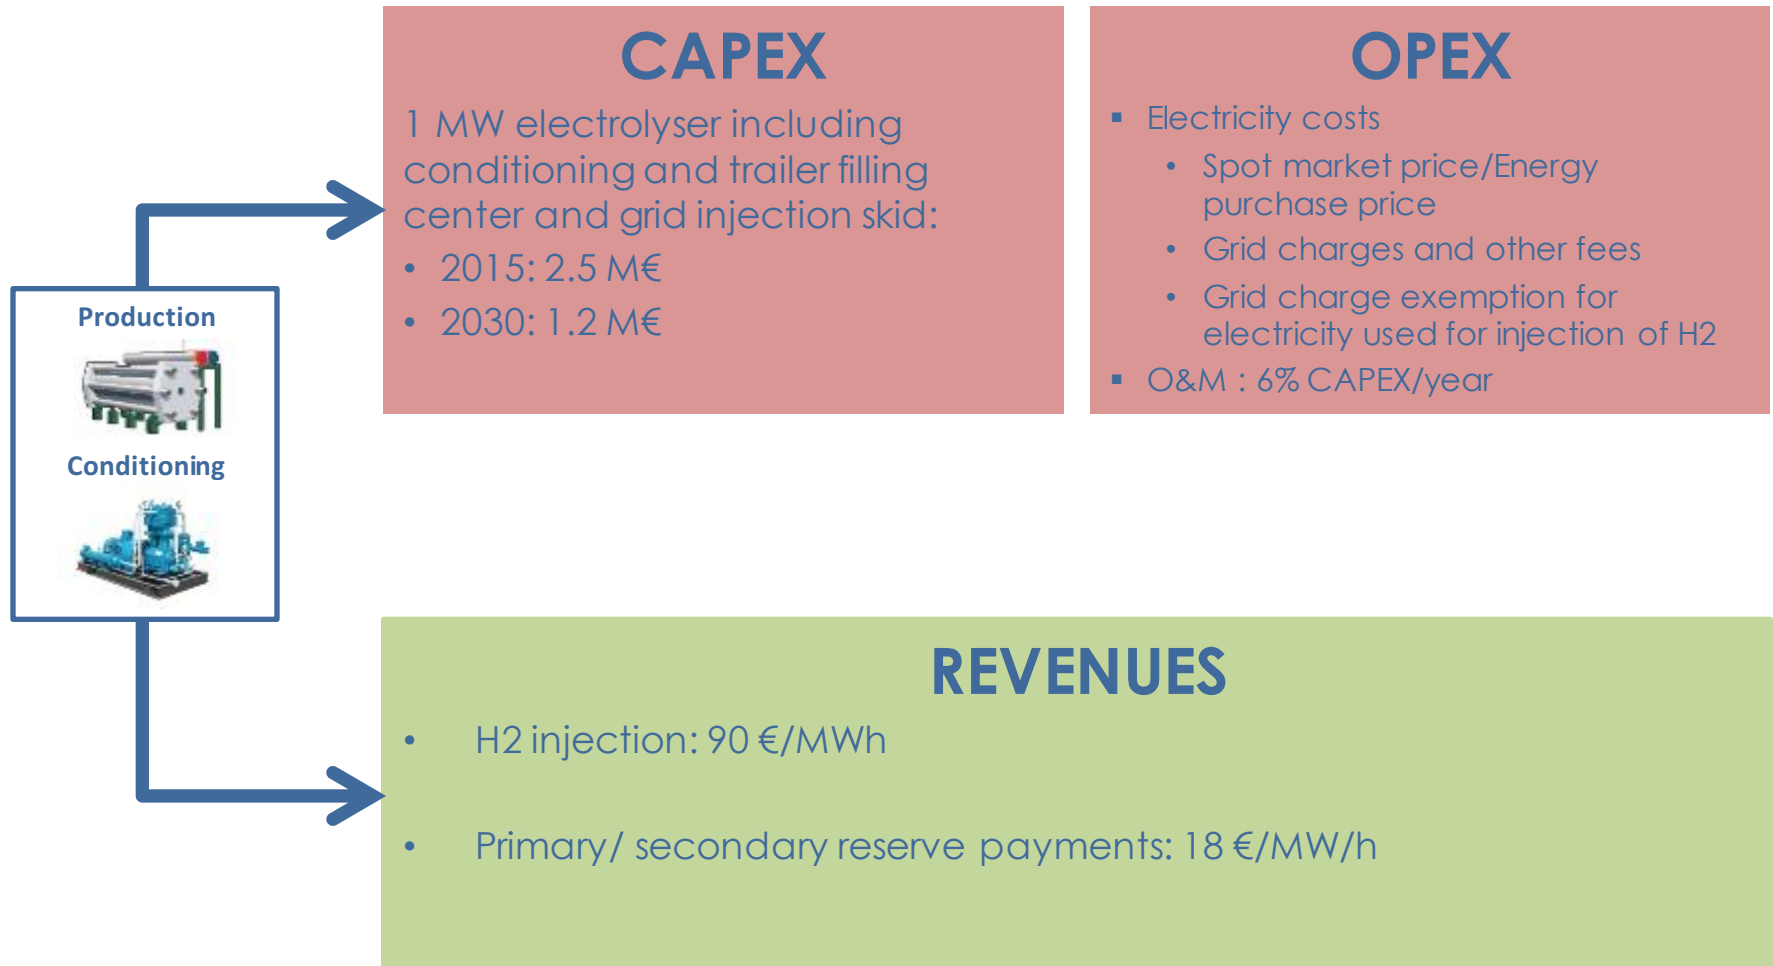 CAPEX
1 MW electrolyser including
conditioning and trailer filling
center and grid injection skid:
• 2015: 2.5 M€
• 2030: 1.2 M€
OPEX
▪ Electricity costs
• Spot market price/Energy
purchase price
• Grid charges and other fees
• Grid charge exemption for
electricity used for injection of H2
▪ O&M : 6% CAPEX/year
Production
Conditioning
REVENUES
• H2 injection: 90 €/MWh
• Primary/ secondary reserve payments: 18 €/MW/h